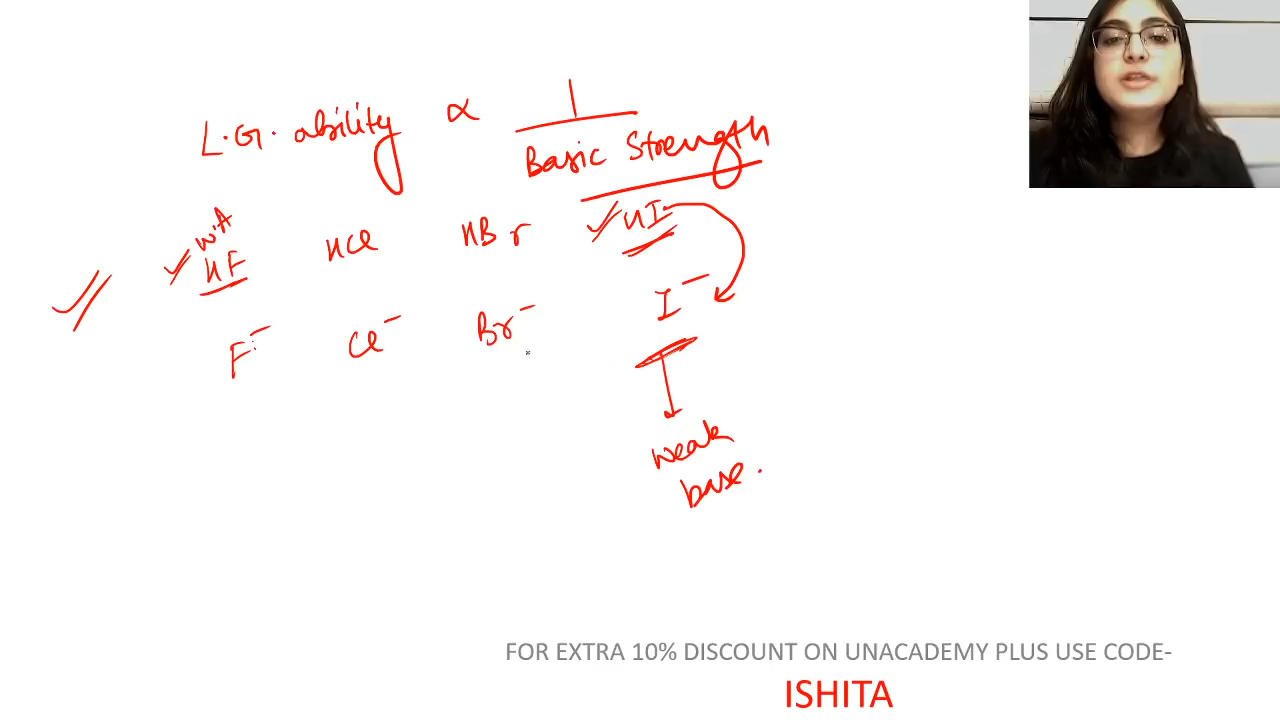 L.G. ability ∝ 1
Basic Strength
W.A
HF HCl HBr HI
F⁻ Cl⁻ Br⁻ I⁻
weak
base.
FOR EXTRA 10% DISCOUNT ON UNACADEMY PLUS USE CODE-
ISHITA